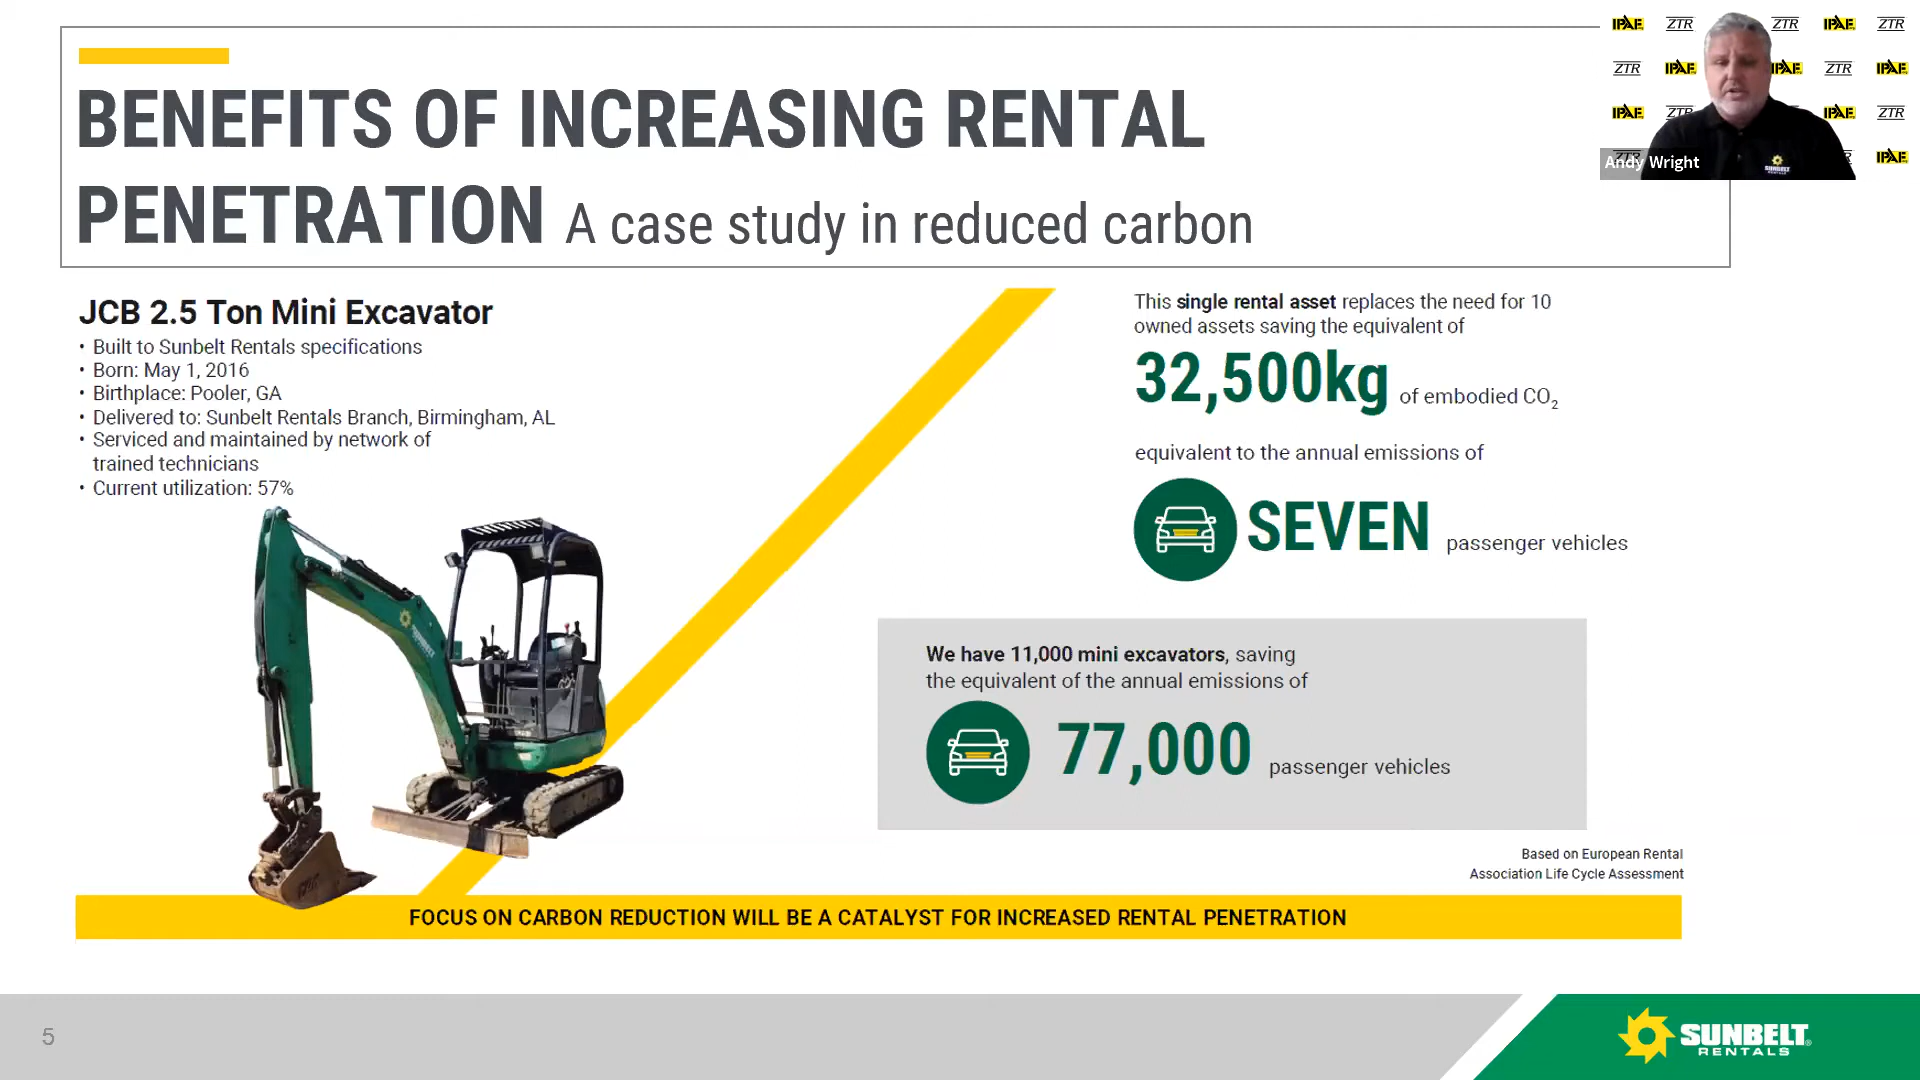 BENEFITS OF INCREASING RENTAL
PENETRATION A case study in reduced carbon
JCB 2.5 Ton Mini Excavator
• Built to Sunbelt Rentals specifications
• Born: May 1, 2016
• Birthplace: Pooler, GA
• Delivered to: Sunbelt Rentals Branch, Birmingham, AL
• Serviced and maintained by network of
trained technicians
• Current utilization: 57%
SUNBELT
This single rental asset replaces the need for 10
owned assets saving the equivalent of
32,500kg of embodied CO₂
equivalent to the annual emissions of
SEVEN passenger vehicles
We have 11,000 mini excavators, saving
the equivalent of the annual emissions of
77,000 passenger vehicles
Based on European Rental
Association Life Cycle Assessment
FOCUS ON CARBON REDUCTION WILL BE A CATALYST FOR INCREASED RENTAL PENETRATION
5
SUNBELT®
RENTALS
IPAF ZTR ZTR IPAF ZTR
ZTR IPAF IPAF ZTR IPAF
IPAF ZTR IPAF ZTR
ZTR IPAF
Andy Wright
SUNBELT
RENTALS